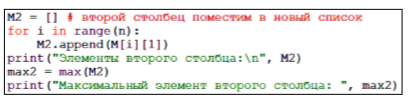 M2 = [] # второй столбец поместим в новый список
for i in range(n):
    M2.append(M[i][1])
print("Элементы второго столбца:\n", M2)
max2 = max(M2)
print("Максимальный элемент второго столбца: ", max2)